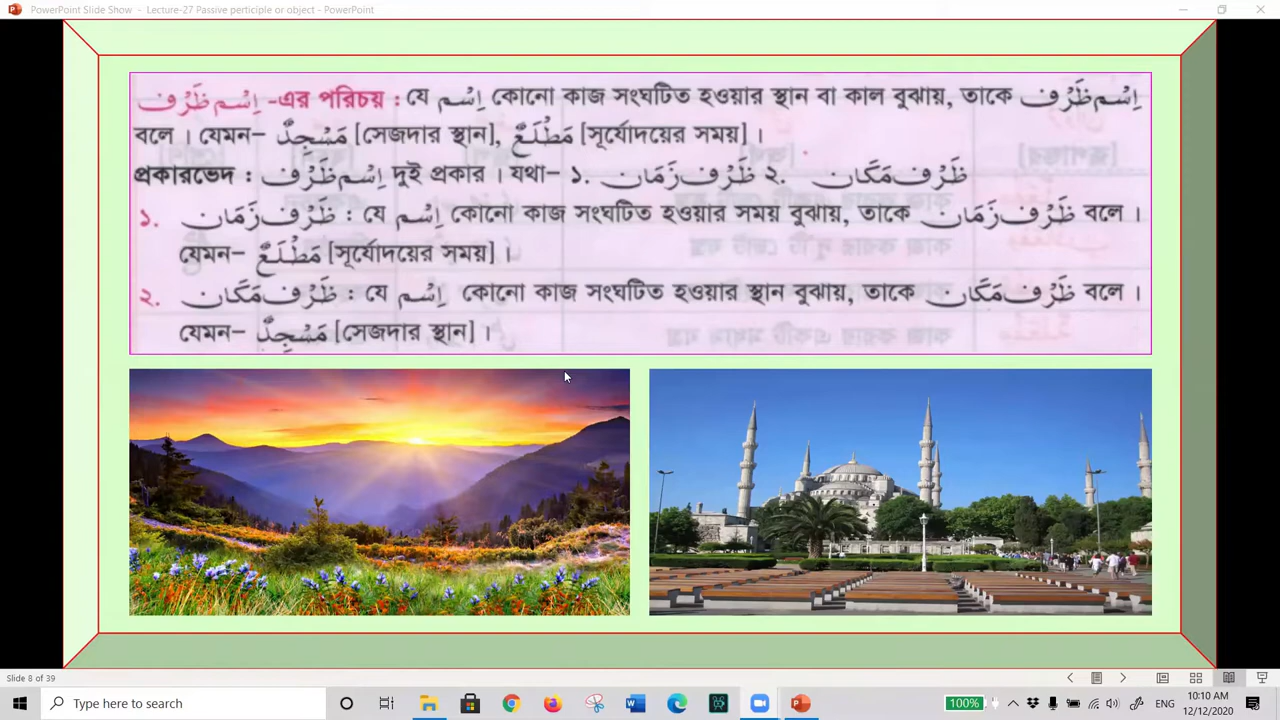 PowerPoint Slide Show - Lecture-27 Passive perticiple or object - PowerPoint
اِسْم ظَرْف -এর পরিচয় : যে اِسْم কোনো কাজ সংঘটিত হওয়ার স্থান বা কাল বুঝায়, তাকে اِسْم ظَرْف
বলে । যেমন– مَسْجِدٌ [সেজদার স্থান], مَطْلَعٌ [সূর্যোদয়ের সময়] ।
প্রকারভেদ : اِسْم ظَرْف দুই প্রকার । যথা– ১. ظَرْف زَمَان ২. ظَرْف مَكَان
১. ظَرْف زَمَان : যে اِسْم কোনো কাজ সংঘটিত হওয়ার সময় বুঝায়, তাকে ظَرْف زَمَان বলে ।
যেমন– مَطْلَعٌ [সূর্যোদয়ের সময়] ।
২. ظَرْف مَكَان : যে اِسْم কোনো কাজ সংঘটিত হওয়ার স্থান বুঝায়, তাকে ظَرْف مَكَان বলে ।
যেমন– مَسْجِدٌ [সেজদার স্থান] ।
Slide 8 of 39
Type here to search
100%
ENG
10:10 AM
12/12/2020